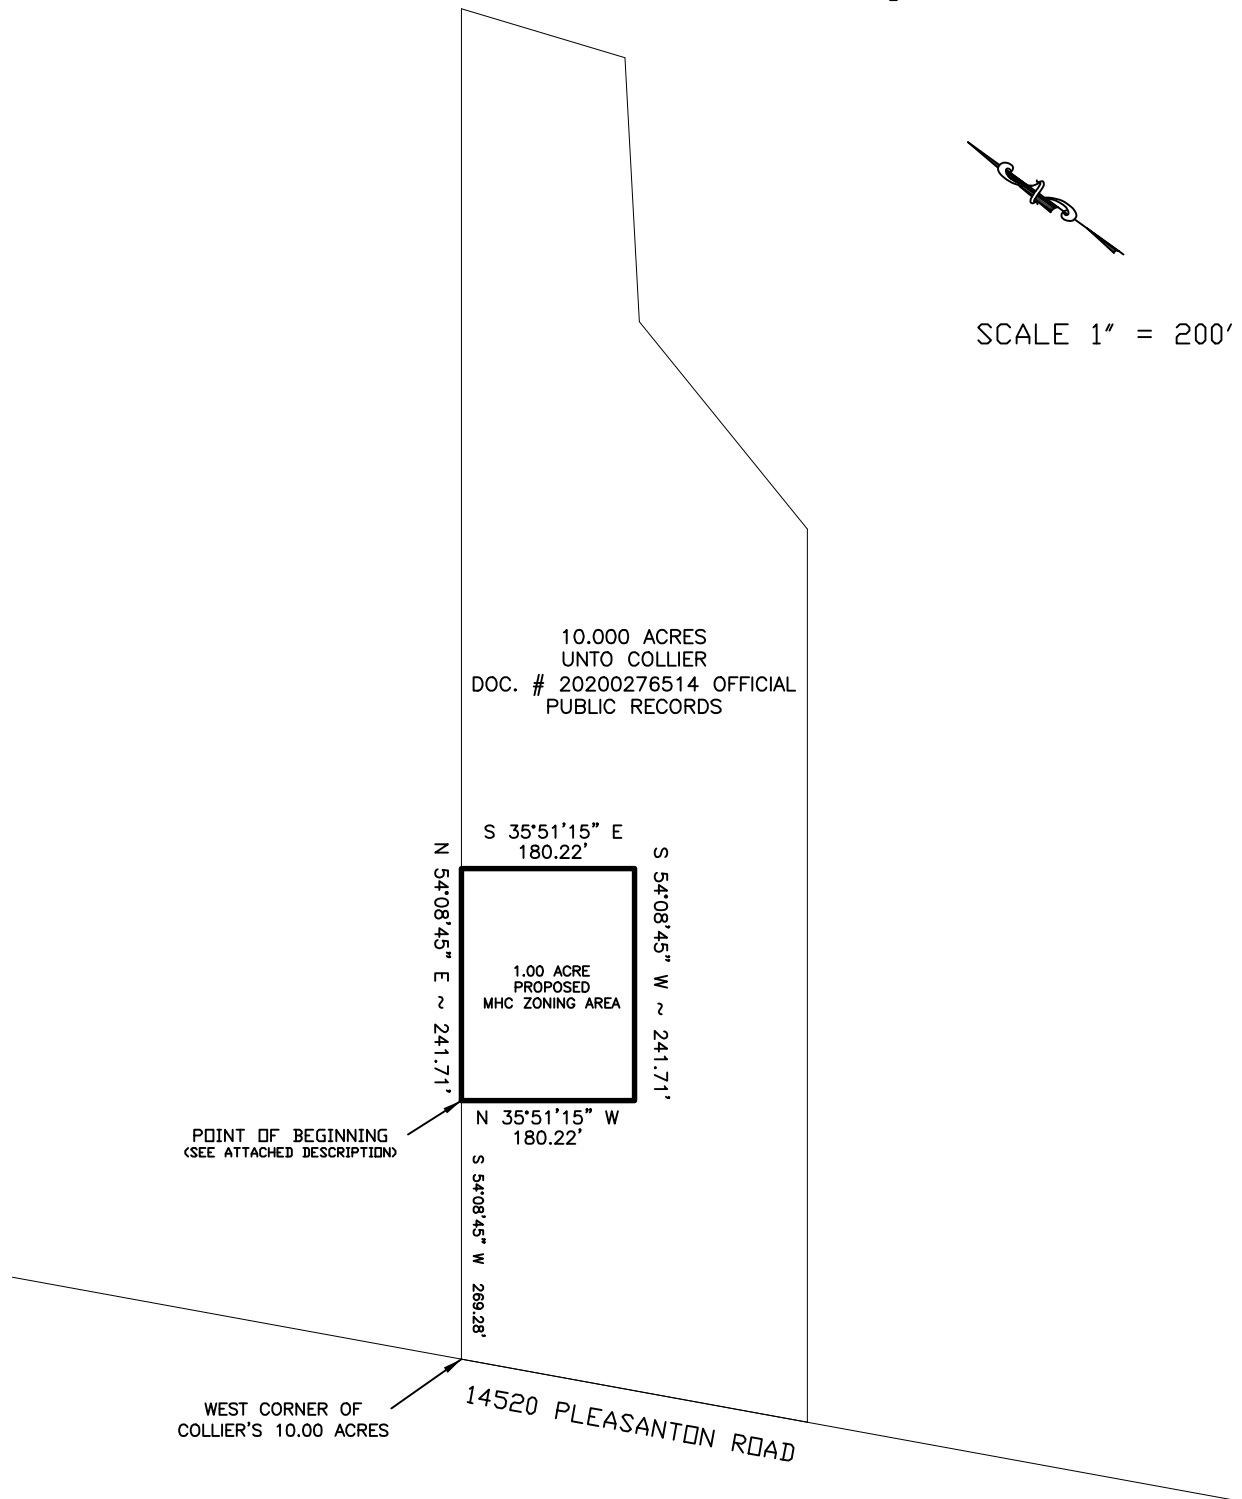 SCALE 1" = 200'
10.000 ACRES
UNTO COLLIER
DOC. # 20200276514 OFFICIAL
PUBLIC RECORDS
S 35°51'15" E
180.22'
N 54°08'45" E ~ 241.71'
S 54°08'45" W ~ 241.71'
1.00 ACRE
PROPOSED
MHC ZONING AREA
N 35°51'15" W
180.22'
POINT OF BEGINNING
(SEE ATTACHED DESCRIPTION)
S 54°08'45" W 269.28'
WEST CORNER OF
COLLIER'S 10.00 ACRES
14520 PLEASANTON ROAD